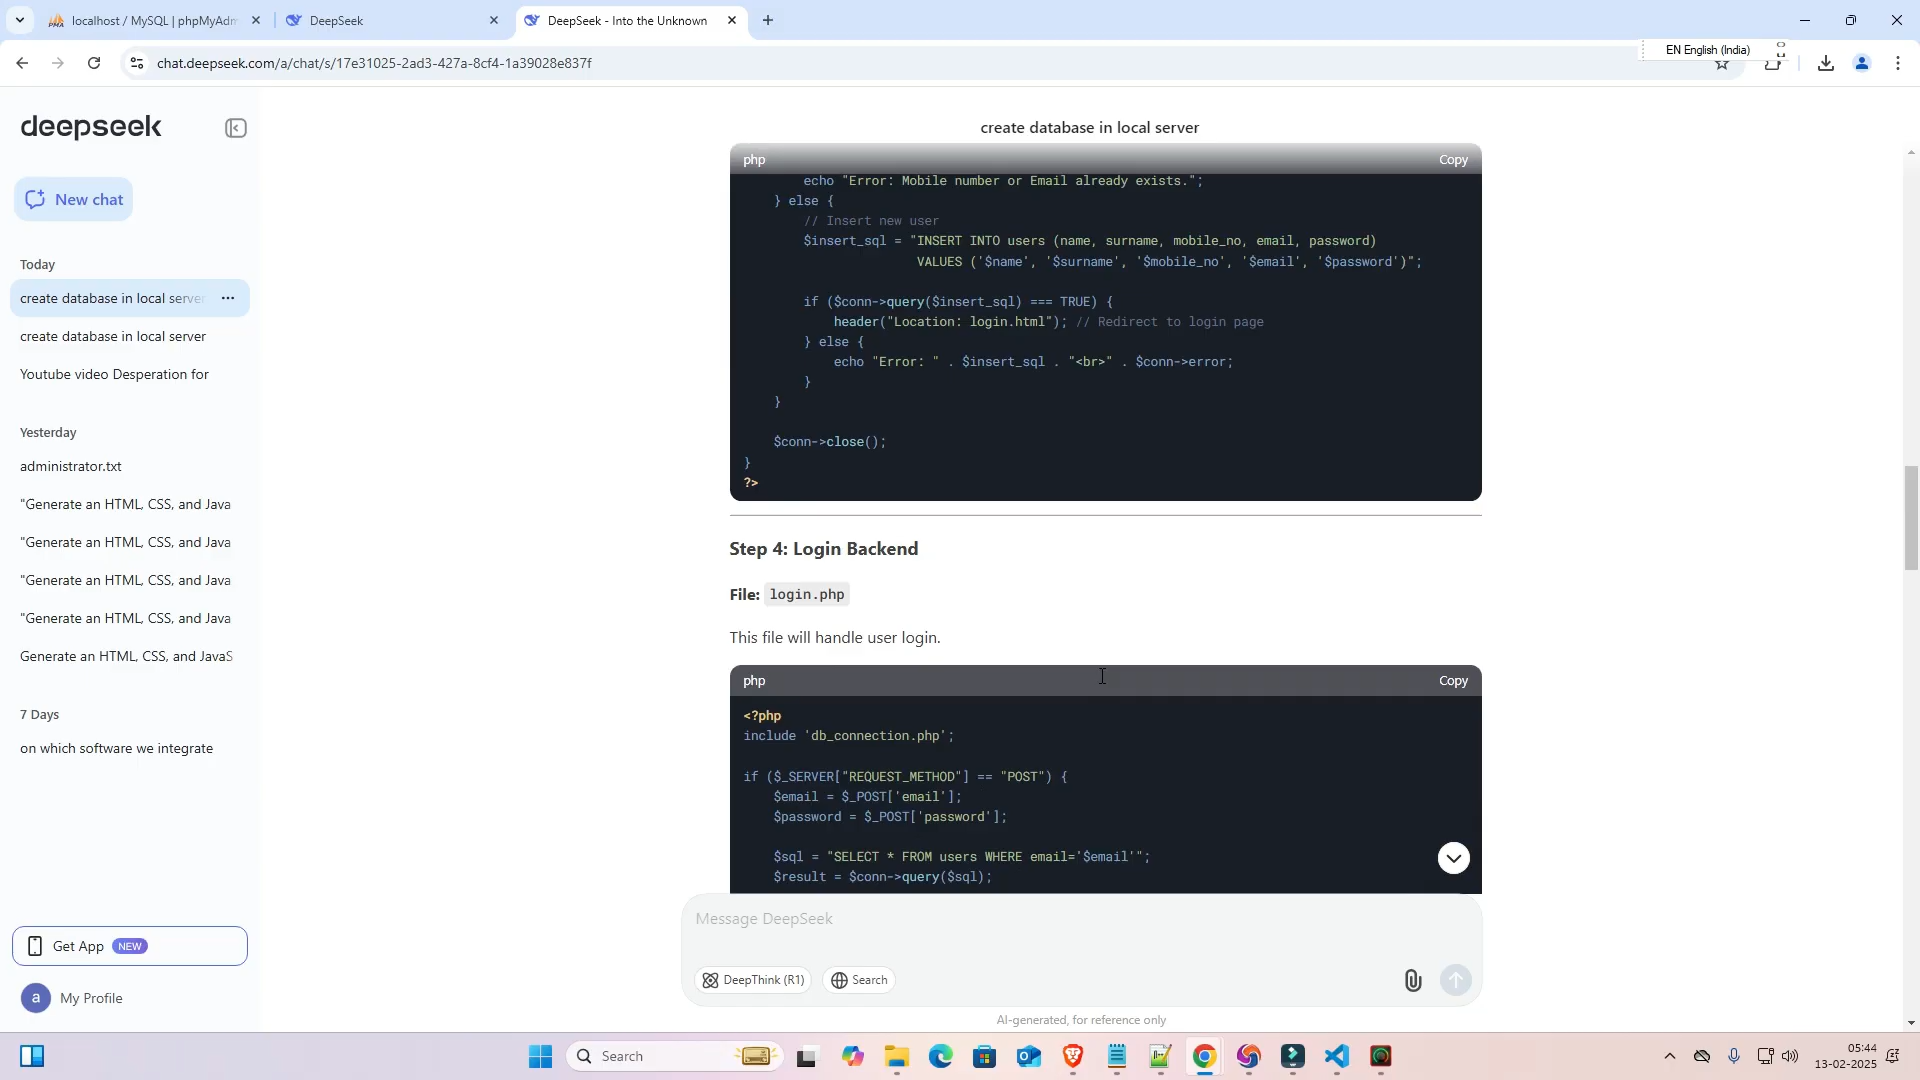 localhost / MySQL | phpMyAdm
DeepSeek
DeepSeek - Into the Unknown
chat.deepseek.com/a/chat/s/17e31025-2ad3-427a-8cf4-1a39028e837f
EN English (India)
deepseek
New chat
Today
create database in local server
create database in local server
Youtube video Desperation for
Yesterday
administrator.txt
"Generate an HTML, CSS, and Java
"Generate an HTML, CSS, and Java
"Generate an HTML, CSS, and Java
"Generate an HTML, CSS, and Java
Generate an HTML, CSS, and JavaS
7 Days
on which software we integrate
Get App NEW
a My Profile
create database in local server
php Copy
echo "Error: Mobile number or Email already exists.";
} else {
// Insert new user
$insert_sql = "INSERT INTO users (name, surname, mobile_no, email, password)
VALUES ('$name', '$surname', '$mobile_no', '$email', '$password')";
if ($conn->query($insert_sql) === TRUE) {
header("Location: login.html"); // Redirect to login page
} else {
echo "Error: " . $insert_sql . "<br>" . $conn->error;
}
}
$conn->close();
}
?>
Step 4: Login Backend
File: login.php
This file will handle user login.
php Copy
<?php
include 'db_connection.php';
if ($_SERVER["REQUEST_METHOD"] == "POST") {
$email = $_POST['email'];
$password = $_POST['password'];
$sql = "SELECT * FROM users WHERE email='$email'";
$result = $conn->query($sql);
Message DeepSeek
DeepThink (R1) Search
AI-generated, for reference only
Search
05:44
13-02-2025